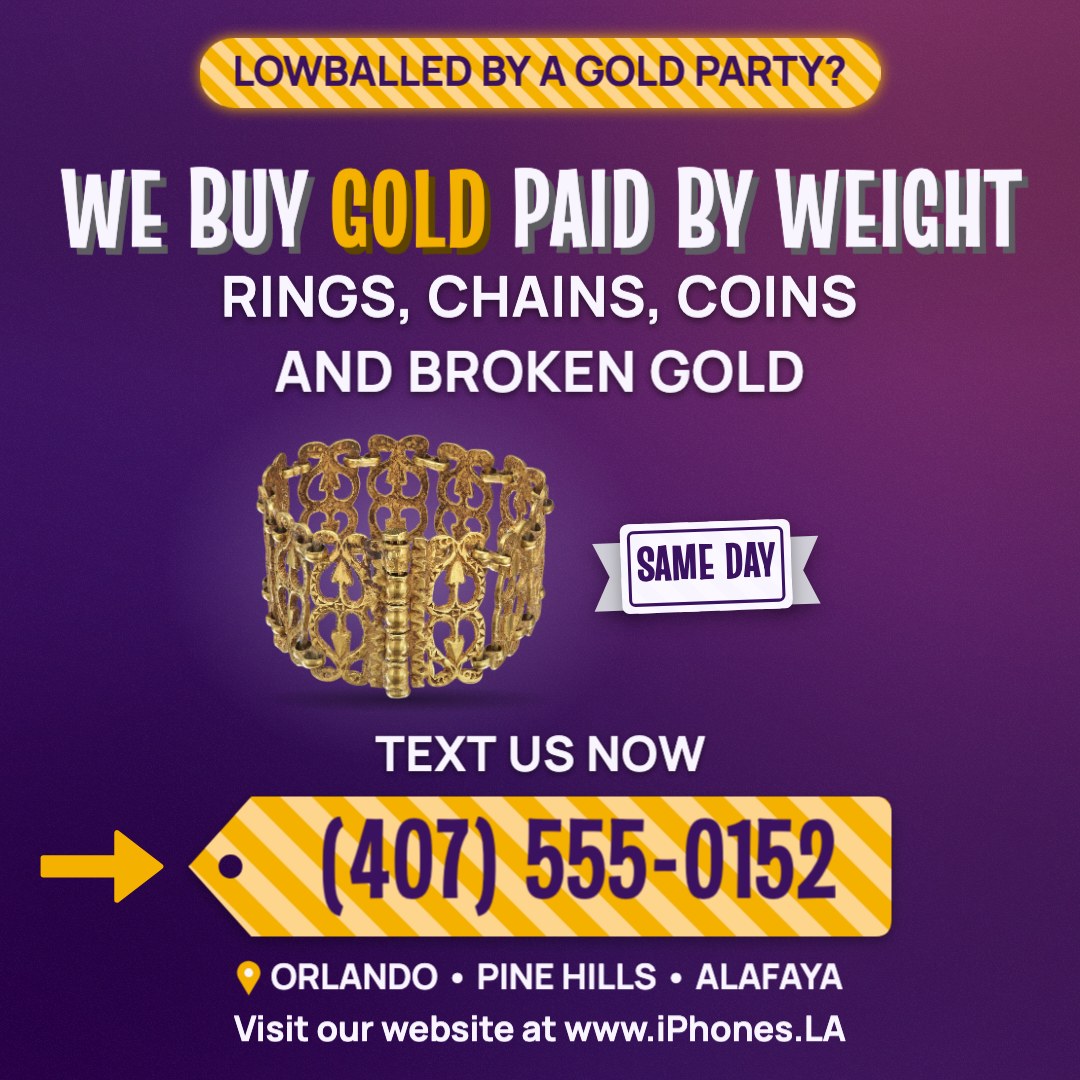 LOWBALLED BY A GOLD PARTY?
WE BUY GOLD PAID BY WEIGHT
RINGS, CHAINS, COINS
AND BROKEN GOLD
SAME DAY
TEXT US NOW
(407) 555-0152
ORLANDO • PINE HILLS • ALAFAYA
Visit our website at www.iPhones.LA